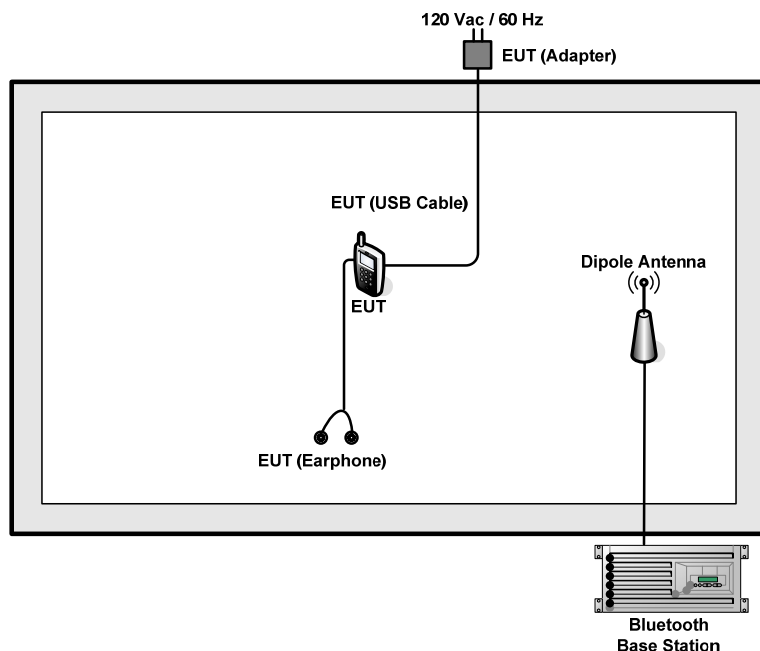 120 Vac / 60 Hz
EUT (Adapter)
EUT (USB Cable)
Dipole Antenna
EUT
EUT (Earphone)
Bluetooth
Base Station